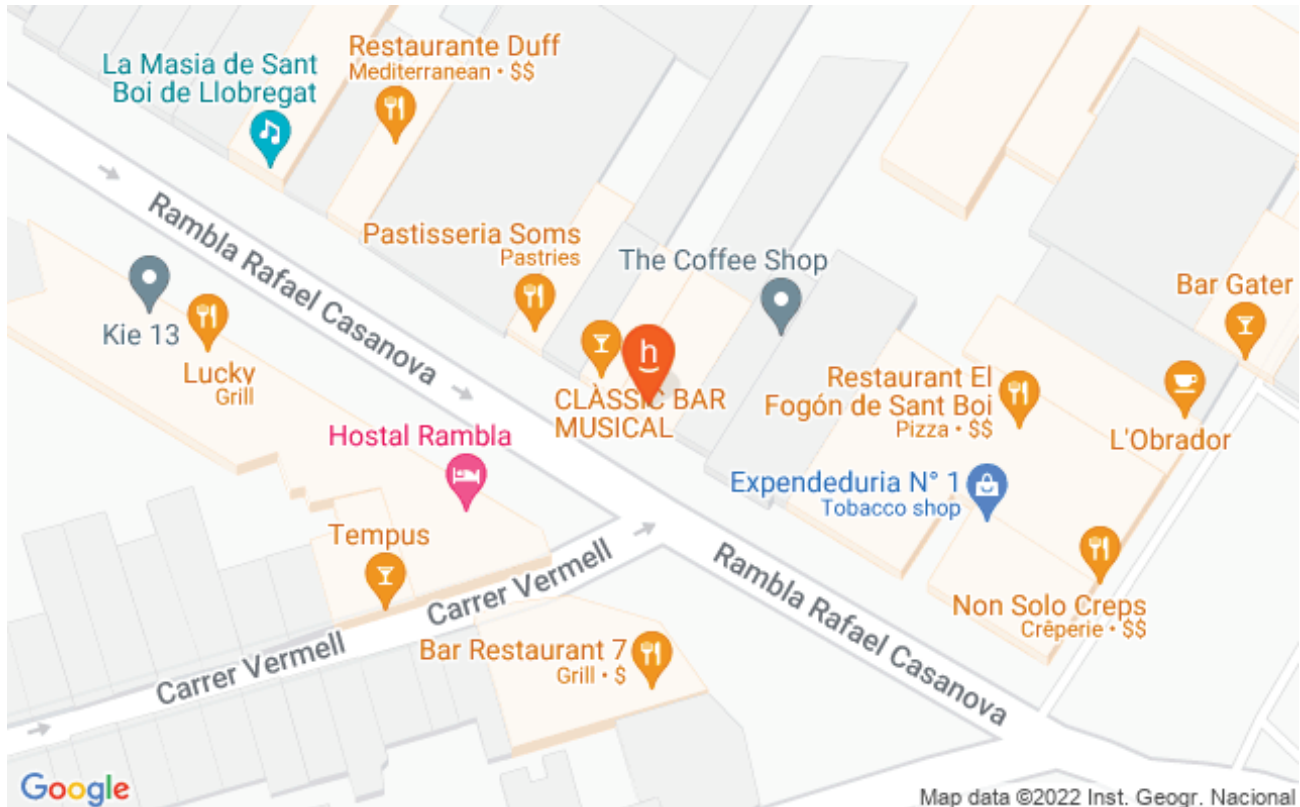 Restaurante Duff
Mediterranean • $$
La Masia de Sant
Boi de Llobregat
Rambla Rafael Casanova
Pastisseria Soms
Pastries
The Coffee Shop
Bar Gater
Kie 13
Lucky
Grill
h
CLÀSSIC BAR
MUSICAL
Restaurant El
Fogón de Sant Boi
Pizza • $$
L'Obrador
Hostal Rambla
Expendeduria N° 1
Tobacco shop
Tempus
Carrer Vermell
Rambla Rafael Casanova
Non Solo Creps
Crêperie • $$
Carrer Vermell
Bar Restaurant 7
Grill • $
Google
Map data ©2022 Inst. Geogr. Nacional